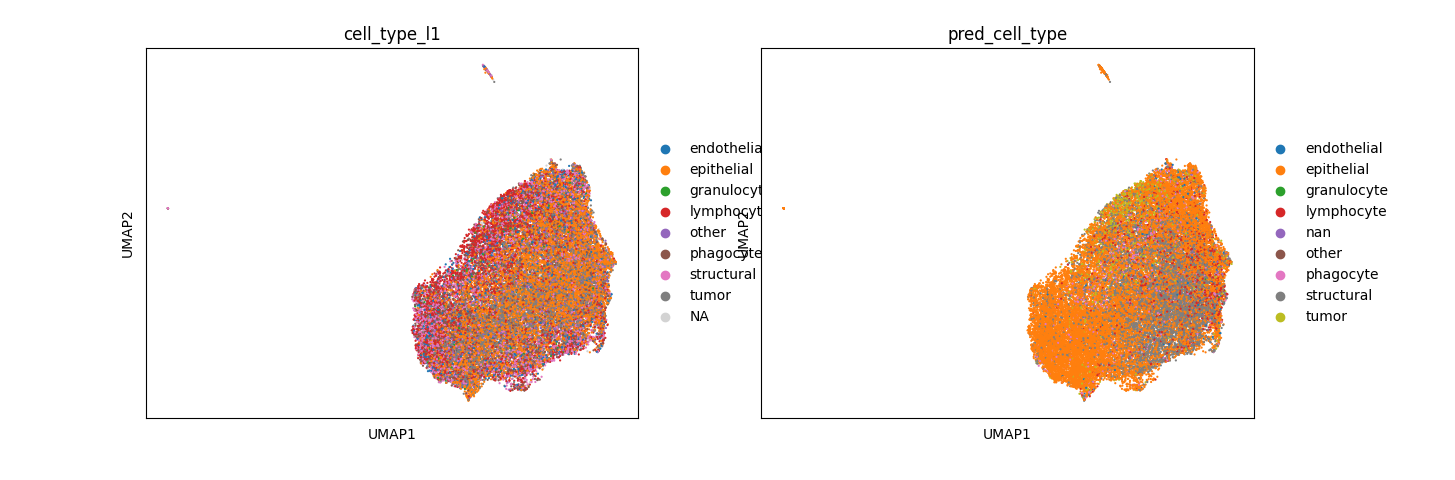 cell_type_l1
pred_cell_type
endothelia
epithelial
granulocyt
lymphocyt
other
phagocyte
structural
tumor
NA
UMAP2
UMAP1
endothelial
epithelial
granulocyte
lymphocyte
nan
other
phagocyte
structural
tumor
UMAP2
UMAP1